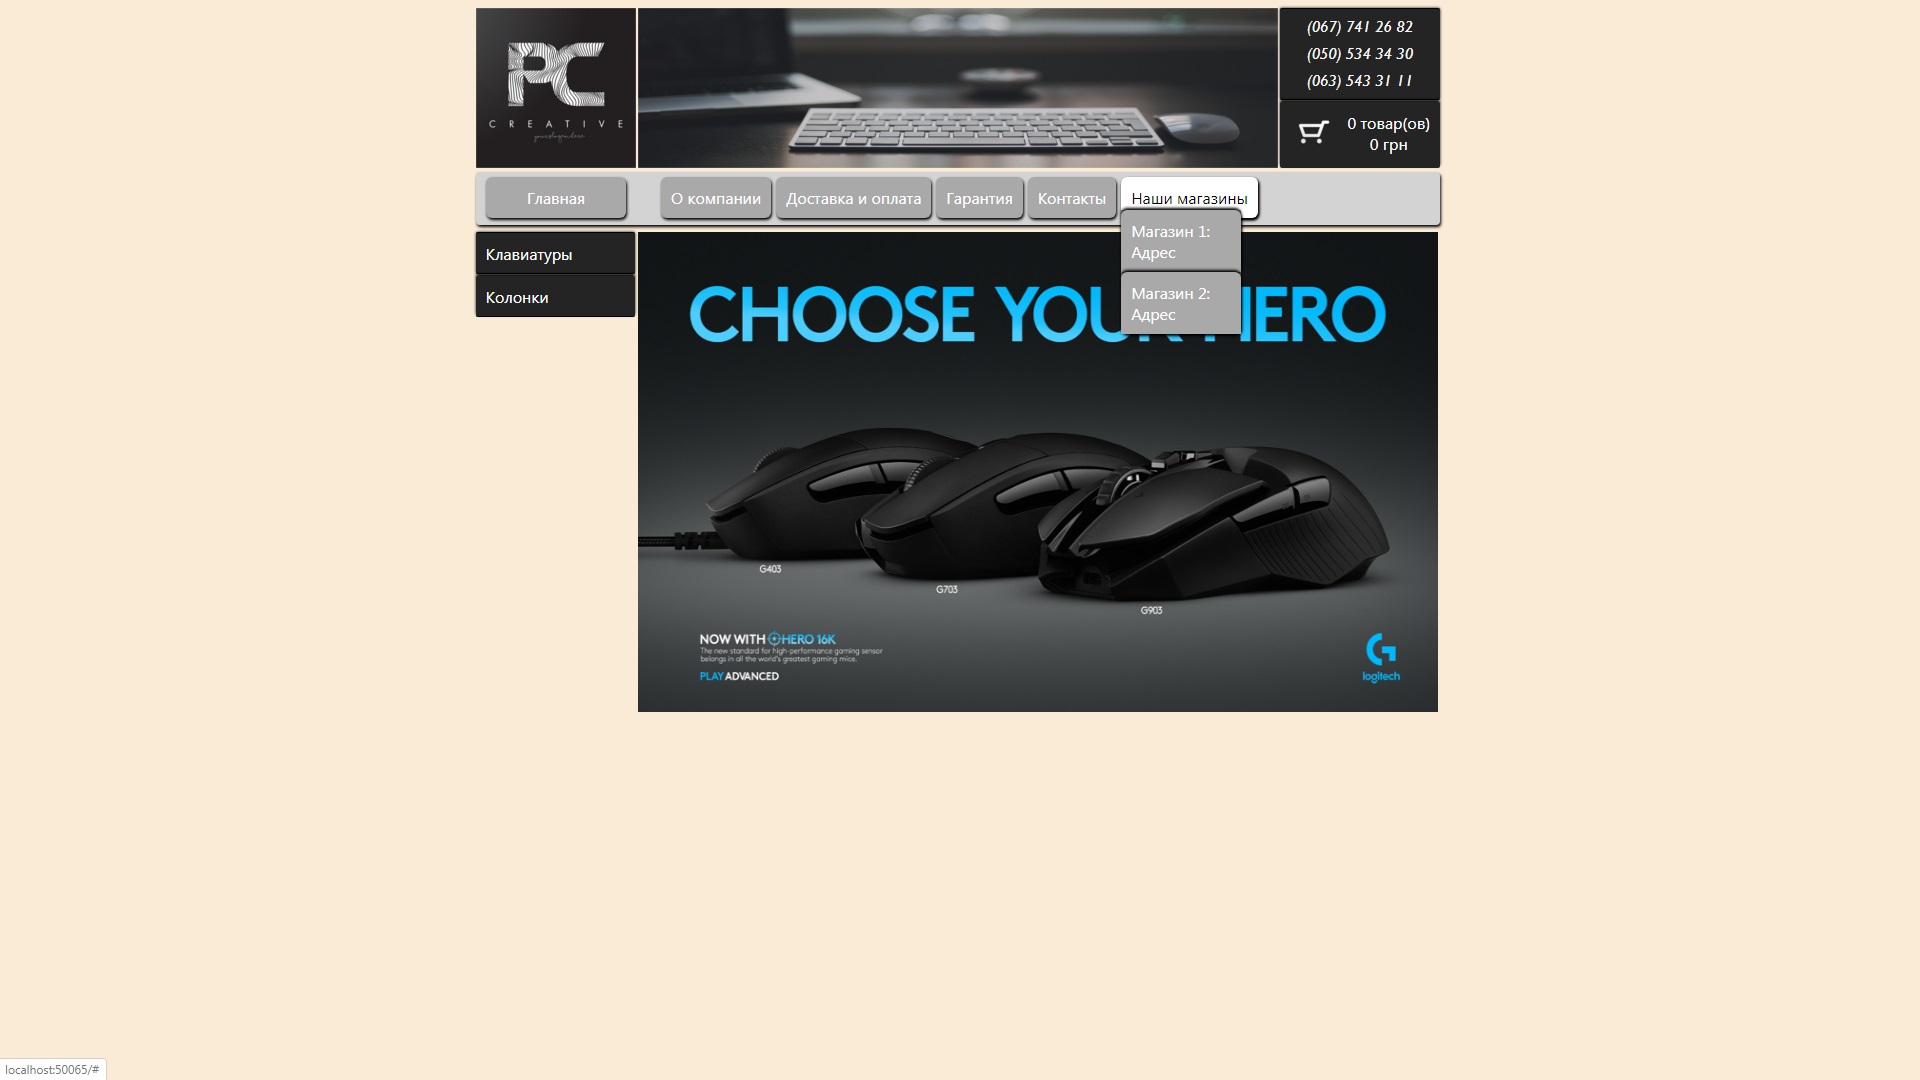 PC
CREATIVE
(067) 741 26 82
(050) 534 34 30
(063) 543 31 11
0 товар(ов)
0 грн
Главная
О компании
Доставка и оплата
Гарантия
Контакты
Наши магазины
Магазин 1:
Адрес
Магазин 2:
Адрес
Клавиатуры
Колонки
CHOOSE YOUR HERO
G403
G703
G903
NOW WITH HERO 16K
The new standard for high-performance gaming sensor
belongs in all the world's greatest gaming mice.
PLAY ADVANCED
logitech
localhost:50065/#